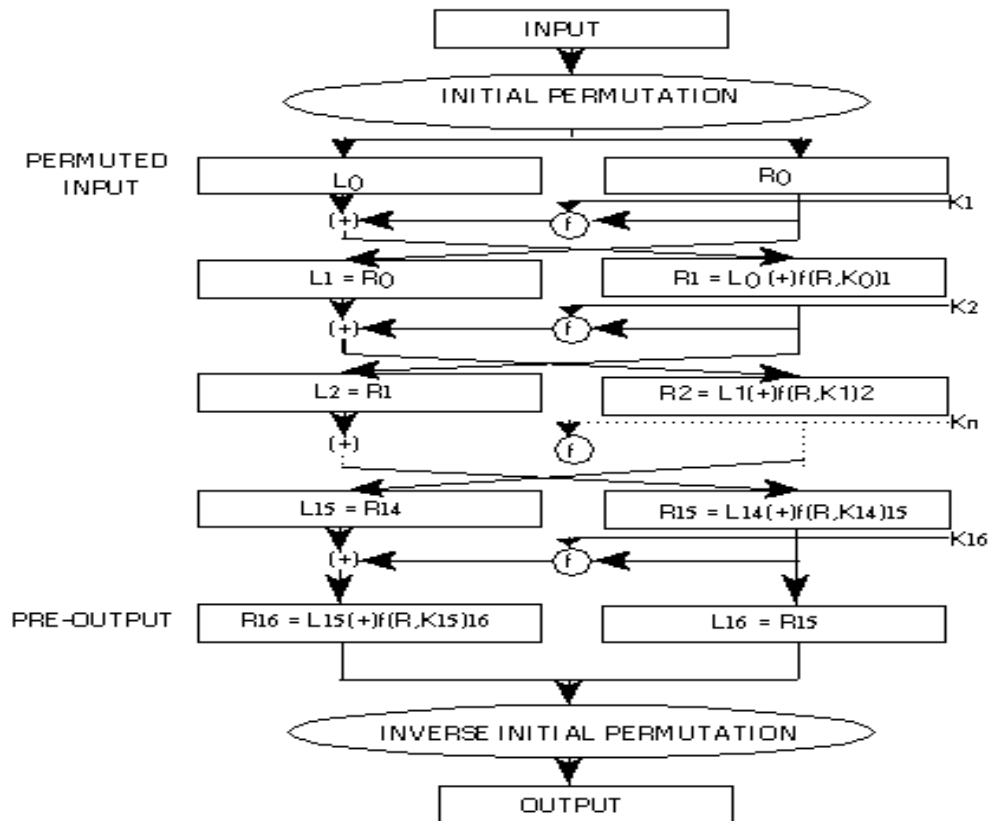 INPUT
INITIAL PERMUTATION
PERMUTED
INPUT
L0
R0
K1
(+)
f
L1 = R0
R1 = L0 (+)f(R,K0)1
K2
(+)
f
L2 = R1
R2 = L1(+)f(R,K1)2
Kn
(+)
f
L15 = R14
R15 = L14(+)f(R,K14)15
K16
(+)
f
PRE-OUTPUT
R16 = L15(+)f(R,K15)16
L16 = R15
INVERSE INITIAL PERMUTATION
OUTPUT